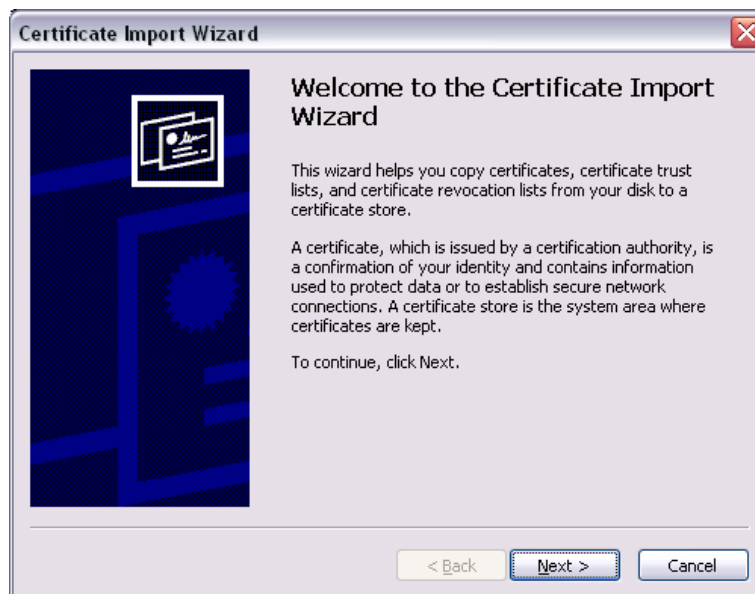 Certificate Import Wizard
Welcome to the Certificate Import
Wizard
This wizard helps you copy certificates, certificate trust
lists, and certificate revocation lists from your disk to a
certificate store.
A certificate, which is issued by a certification authority, is
a confirmation of your identity and contains information
used to protect data or to establish secure network
connections. A certificate store is the system area where
certificates are kept.
To continue, click Next.
< Back Next > Cancel